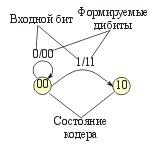 Входной бит
Формируемые
дибиты
0/00
1/11
00
10
Состояние
кодера